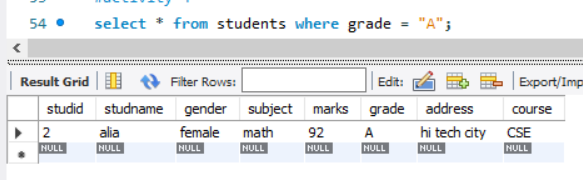 54 select * from students where grade = "A";
Result Grid Filter Rows: Edit: Export/Imp
studid studname gender subject marks grade address course
2 alia female math 92 A hi tech city CSE
NULL NULL NULL NULL NULL NULL NULL NULL